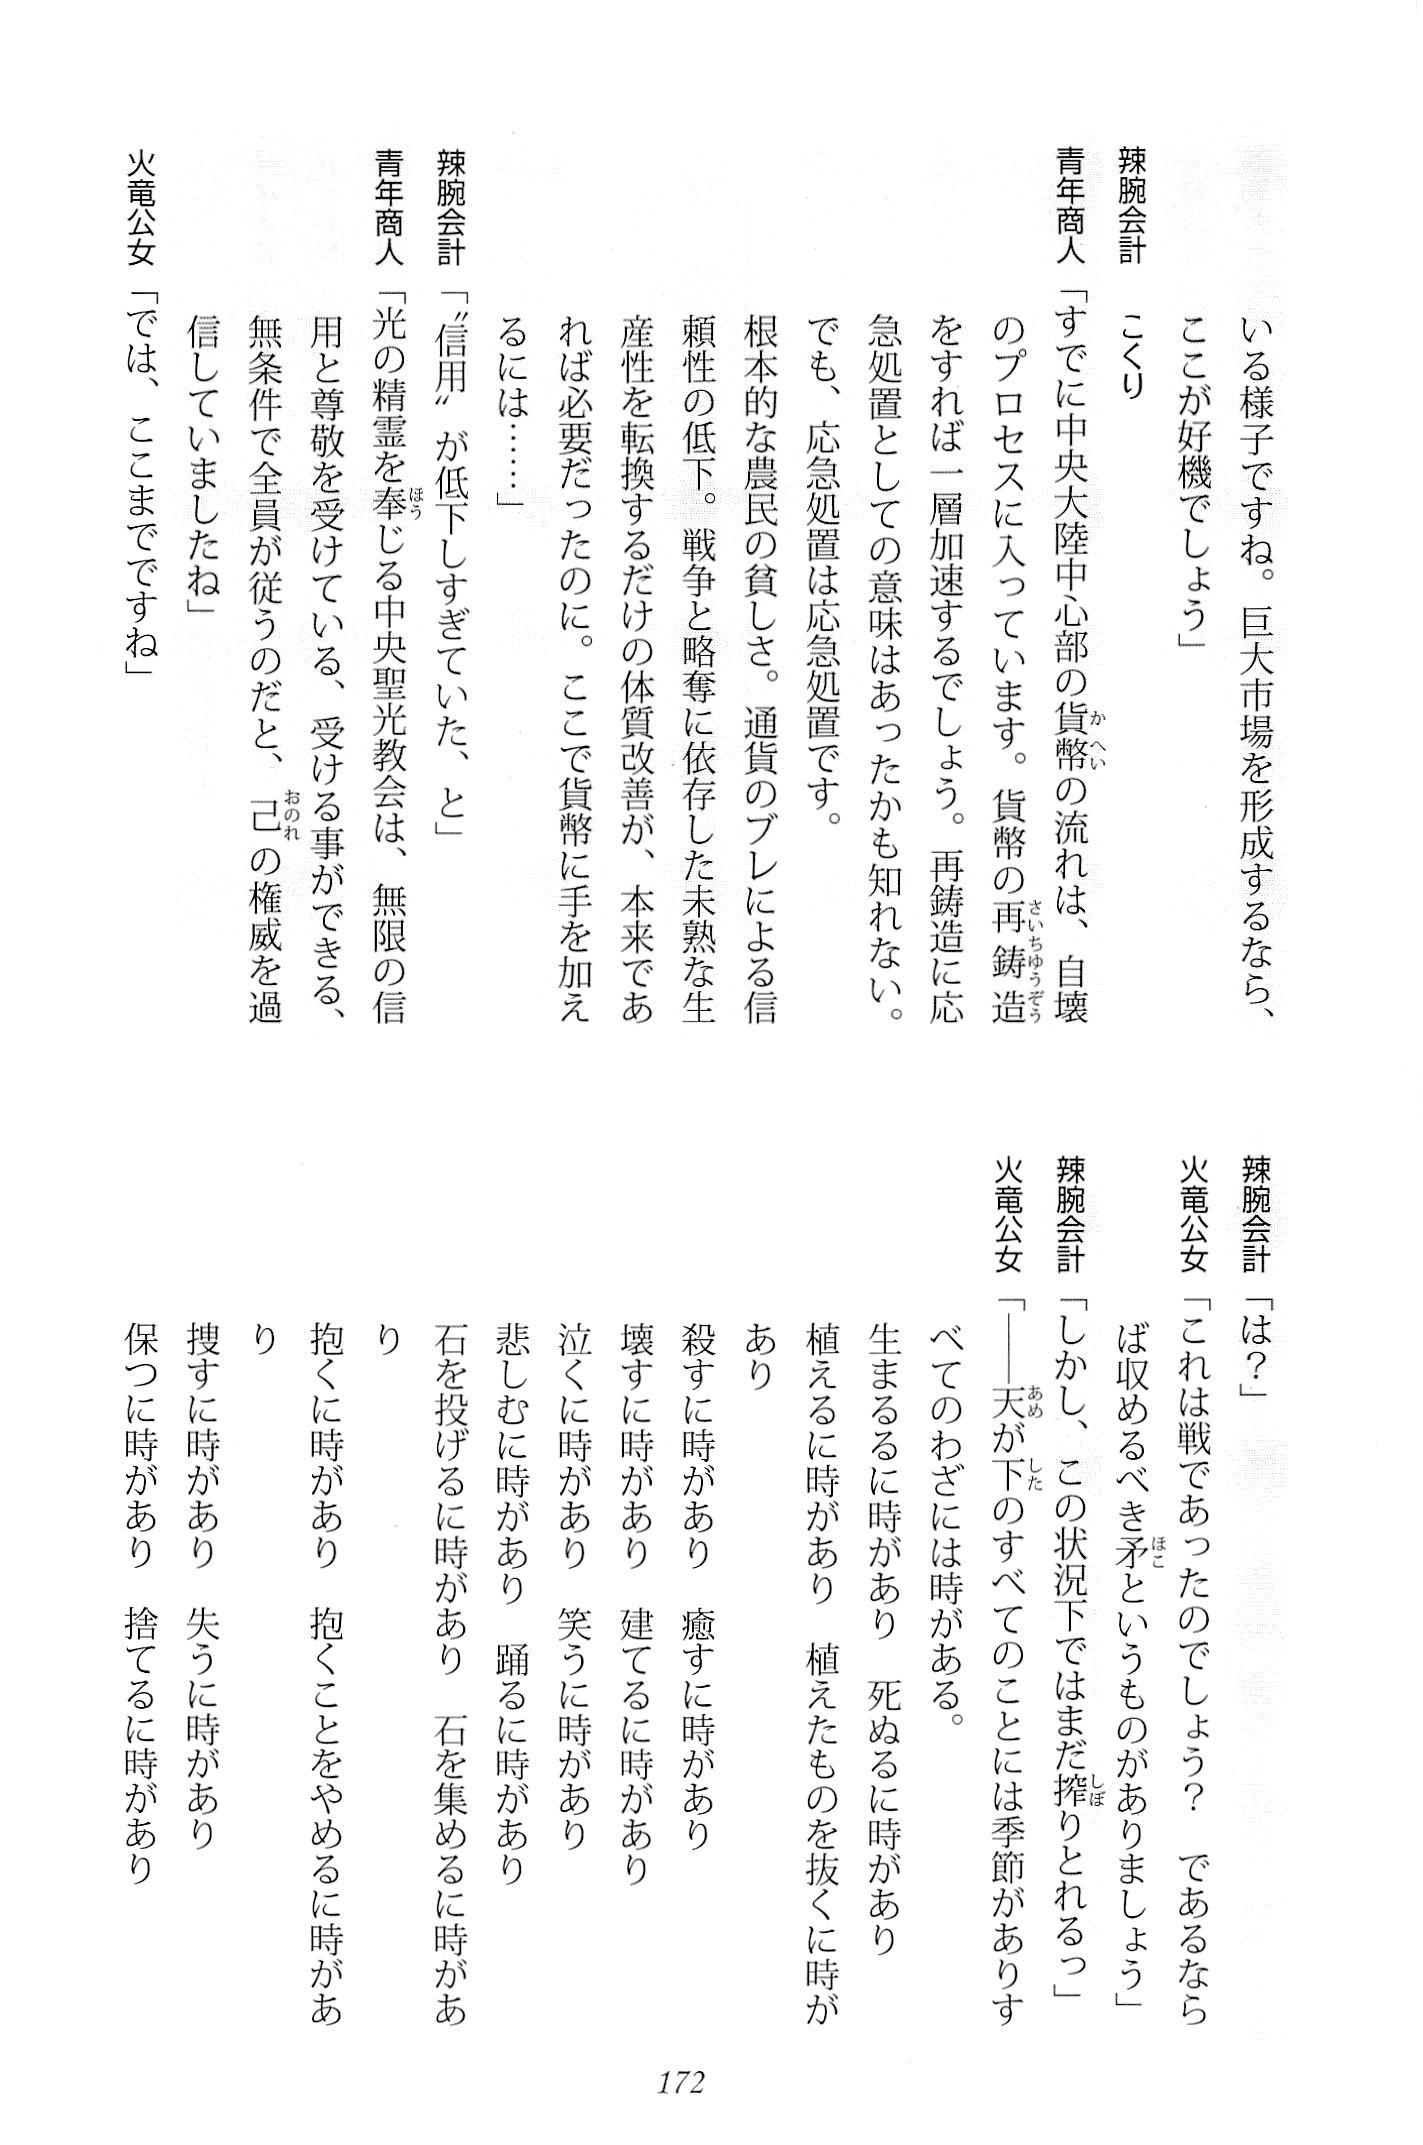 いる様子ですね。巨大市場を形成するなら、
ここが好機でしょう」
辣腕会計　こくり
青年商人「すでに中央大陸中心部の貨幣の流れは、自壊
のプロセスに入っています。貨幣の再鋳造
をすれば一層加速するでしょう。再鋳造に応
急処置としての意味はあったかも知れない。
でも、応急処置は応急処置です。
根本的な農民の貧しさ。通貨のブレによる信
頼性の低下。戦争と略奪に依存した未熟な生
産性を転換するだけの体質改善が、本来であ
れば必要だったのに。ここで貨幣に手を加え
るには……」
辣腕会計「〝信用〟が低下しすぎていた、と」
青年商人「光の精霊を奉じる中央聖光教会は、無限の信
用と尊敬を受けている、受ける事ができる、
無条件で全員が従うのだと、己の権威を過
信していましたね」
火竜公女「では、ここまでですね」
辣腕会計「は？」
火竜公女「これは戦であったのでしょう？　であるなら
ば収めるべき矛というものがありましょう」
辣腕会計「しかし、この状況下ではまだ搾りとれるっ」
火竜公女「――天が下のすべてのことには季節がありす
べてのわざには時がある。
生まるるに時があり　死ぬるに時があり
植えるに時があり　植えたものを抜くに時が
あり
殺すに時があり　癒すに時があり
壊すに時があり　建てるに時があり
泣くに時があり　笑うに時があり
悲しむに時があり　踊るに時があり
石を投げるに時があり　石を集めるに時があ
り
抱くに時があり　抱くことをやめるに時があ
り
捜すに時があり　失うに時があり
保つに時があり　捨てるに時があり
172